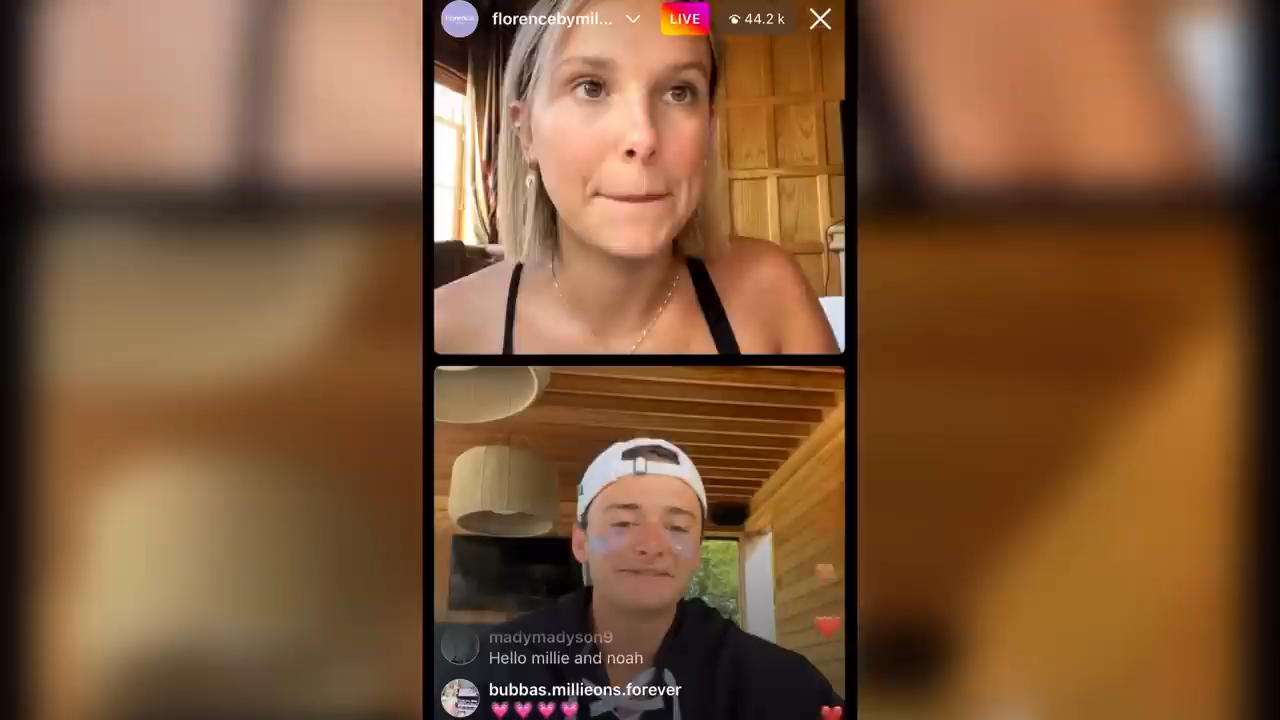 florencebymil...
LIVE
44.2 k
madymadyson9
Hello millie and noah
bubbas.millieons.forever